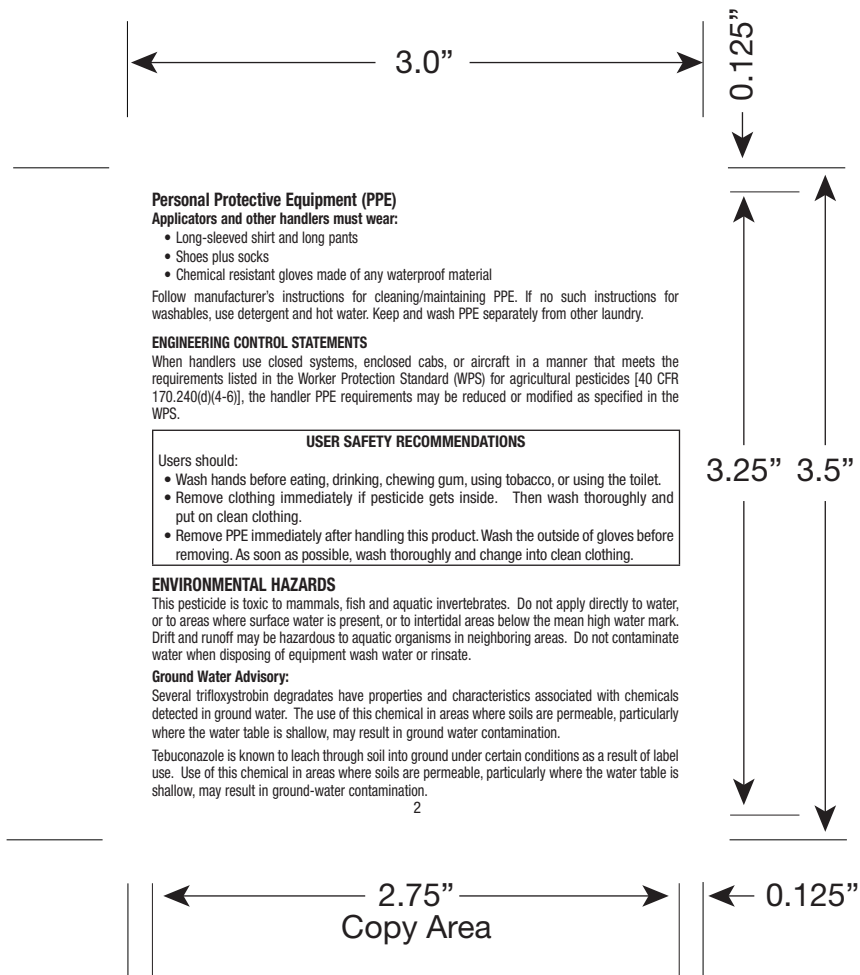 3.0”
0.125”
Personal Protective Equipment (PPE)
Applicators and other handlers must wear:
• Long-sleeved shirt and long pants
• Shoes plus socks
• Chemical resistant gloves made of any waterproof material
Follow manufacturer’s instructions for cleaning/maintaining PPE. If no such instructions for
washables, use detergent and hot water. Keep and wash PPE separately from other laundry.
ENGINEERING CONTROL STATEMENTS
When handlers use closed systems, enclosed cabs, or aircraft in a manner that meets the
requirements listed in the Worker Protection Standard (WPS) for agricultural pesticides [40 CFR
170.240(d)(4-6)], the handler PPE requirements may be reduced or modified as specified in the
WPS.
USER SAFETY RECOMMENDATIONS
Users should:
• Wash hands before eating, drinking, chewing gum, using tobacco, or using the toilet.
• Remove clothing immediately if pesticide gets inside. Then wash thoroughly and
put on clean clothing.
• Remove PPE immediately after handling this product. Wash the outside of gloves before
removing. As soon as possible, wash thoroughly and change into clean clothing.
3.25” 3.5”
ENVIRONMENTAL HAZARDS
This pesticide is toxic to mammals, fish and aquatic invertebrates. Do not apply directly to water,
or to areas where surface water is present, or to intertidal areas below the mean high water mark.
Drift and runoff may be hazardous to aquatic organisms in neighboring areas. Do not contaminate
water when disposing of equipment wash water or rinsate.
Ground Water Advisory:
Several trifloxystrobin degradates have properties and characteristics associated with chemicals
detected in ground water. The use of this chemical in areas where soils are permeable, particularly
where the water table is shallow, may result in ground water contamination.
Tebuconazole is known to leach through soil into ground under certain conditions as a result of label
use. Use of this chemical in areas where soils are permeable, particularly where the water table is
shallow, may result in ground-water contamination.
2
2.75”
0.125”
Copy Area